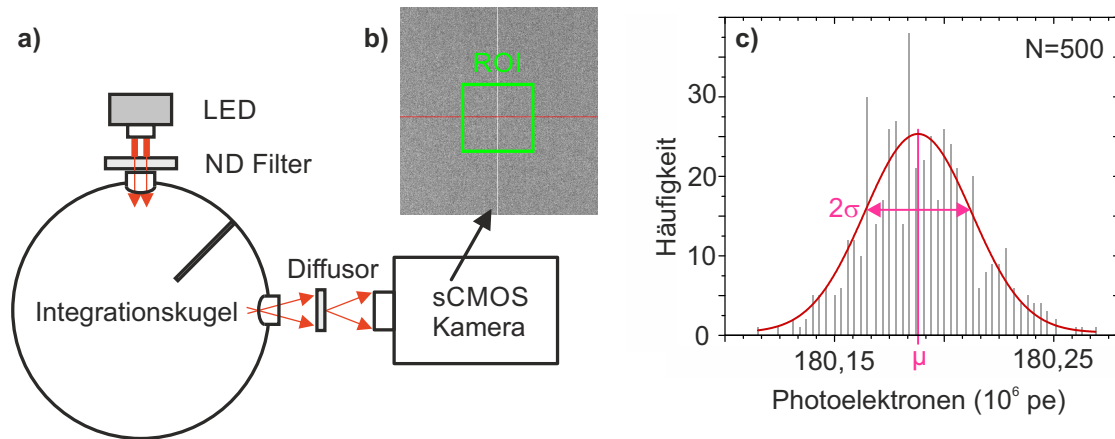 a)
LED
ND Filter
Integrationskugel
Diffusor
sCMOS
Kamera
b)
ROI
c)
N=500
Häufigkeit
30
20
10
0
2σ
180,15
μ
180,25
Photoelektronen (10⁶ pe)